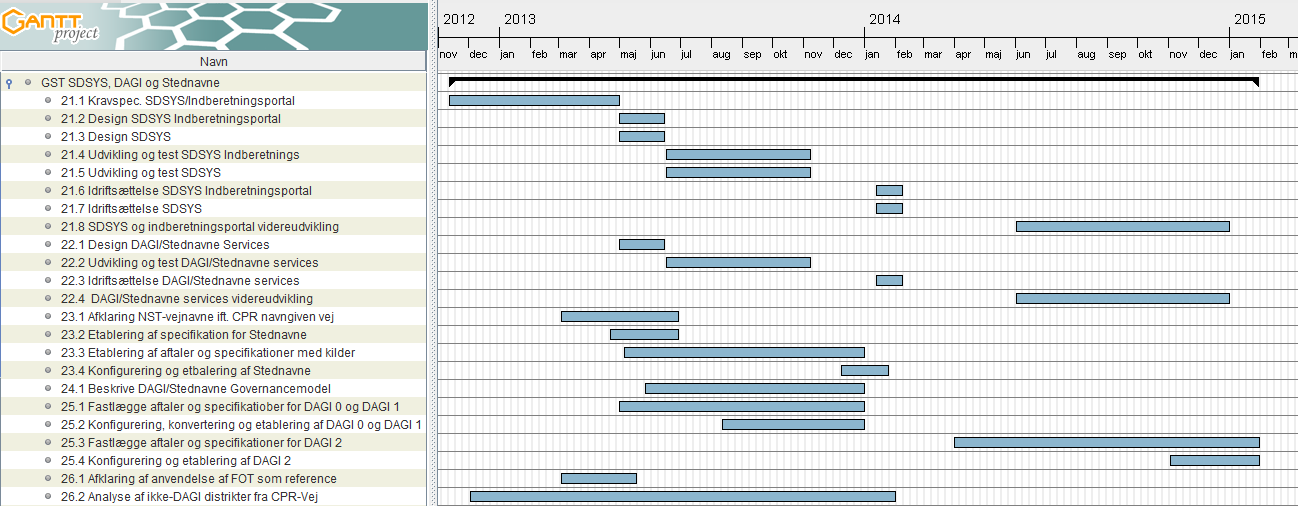 GANTT
project
2012 2013 2014 2015
nov dec jan feb mar apr maj jun jul aug sep okt nov dec jan feb mar apr maj jun jul aug sep okt nov dec jan feb m
Navn
GST SDSYS, DAGI og Stednavne
21.1 Kravspec. SDSYS/Indberetningsportal
21.2 Design SDSYS Indberetningsportal
21.3 Design SDSYS
21.4 Udvikling og test SDSYS Indberetnings
21.5 Udvikling og test SDSYS
21.6 Idriftsættelse SDSYS Indberetningsportal
21.7 Idriftsættelse SDSYS
21.8 SDSYS og indberetningsportal videreudvikling
22.1 Design DAGI/Stednavne Services
22.2 Udvikling og test DAGI/Stednavne services
22.3 Idriftsættelse DAGI/Stednavne services
22.4 DAGI/Stednavne services videreudvikling
23.1 Afklaring NST-vejnavne ift. CPR navngiven vej
23.2 Etablering af specifikation for Stednavne
23.3 Etablering af aftaler og specifikationer med kilder
23.4 Konfigurering og etbalering af Stednavne
24.1 Beskrive DAGI/Stednavne Governancemodel
25.1 Fastlægge aftaler og specifikatiober for DAGI 0 og DAGI 1
25.2 Konfigurering, konvertering og etablering af DAGI 0 og DAGI 1
25.3 Fastlægge aftaler og specifikationer for DAGI 2
25.4 Konfigurering og etablering af DAGI 2
26.1 Afklaring af anvendelse af FOT som reference
26.2 Analyse af ikke-DAGI distrikter fra CPR-Vej